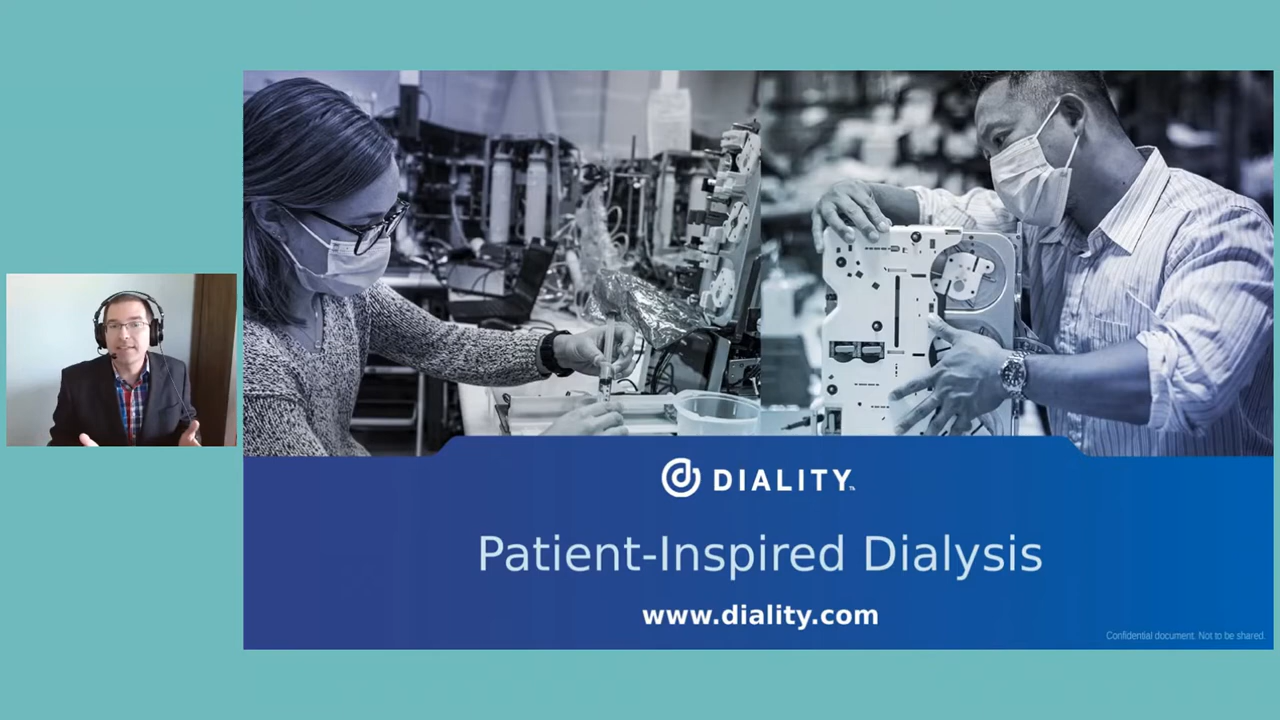 DIALITY
Patient-Inspired Dialysis
www.diality.com
Confidential document. Not to be shared.